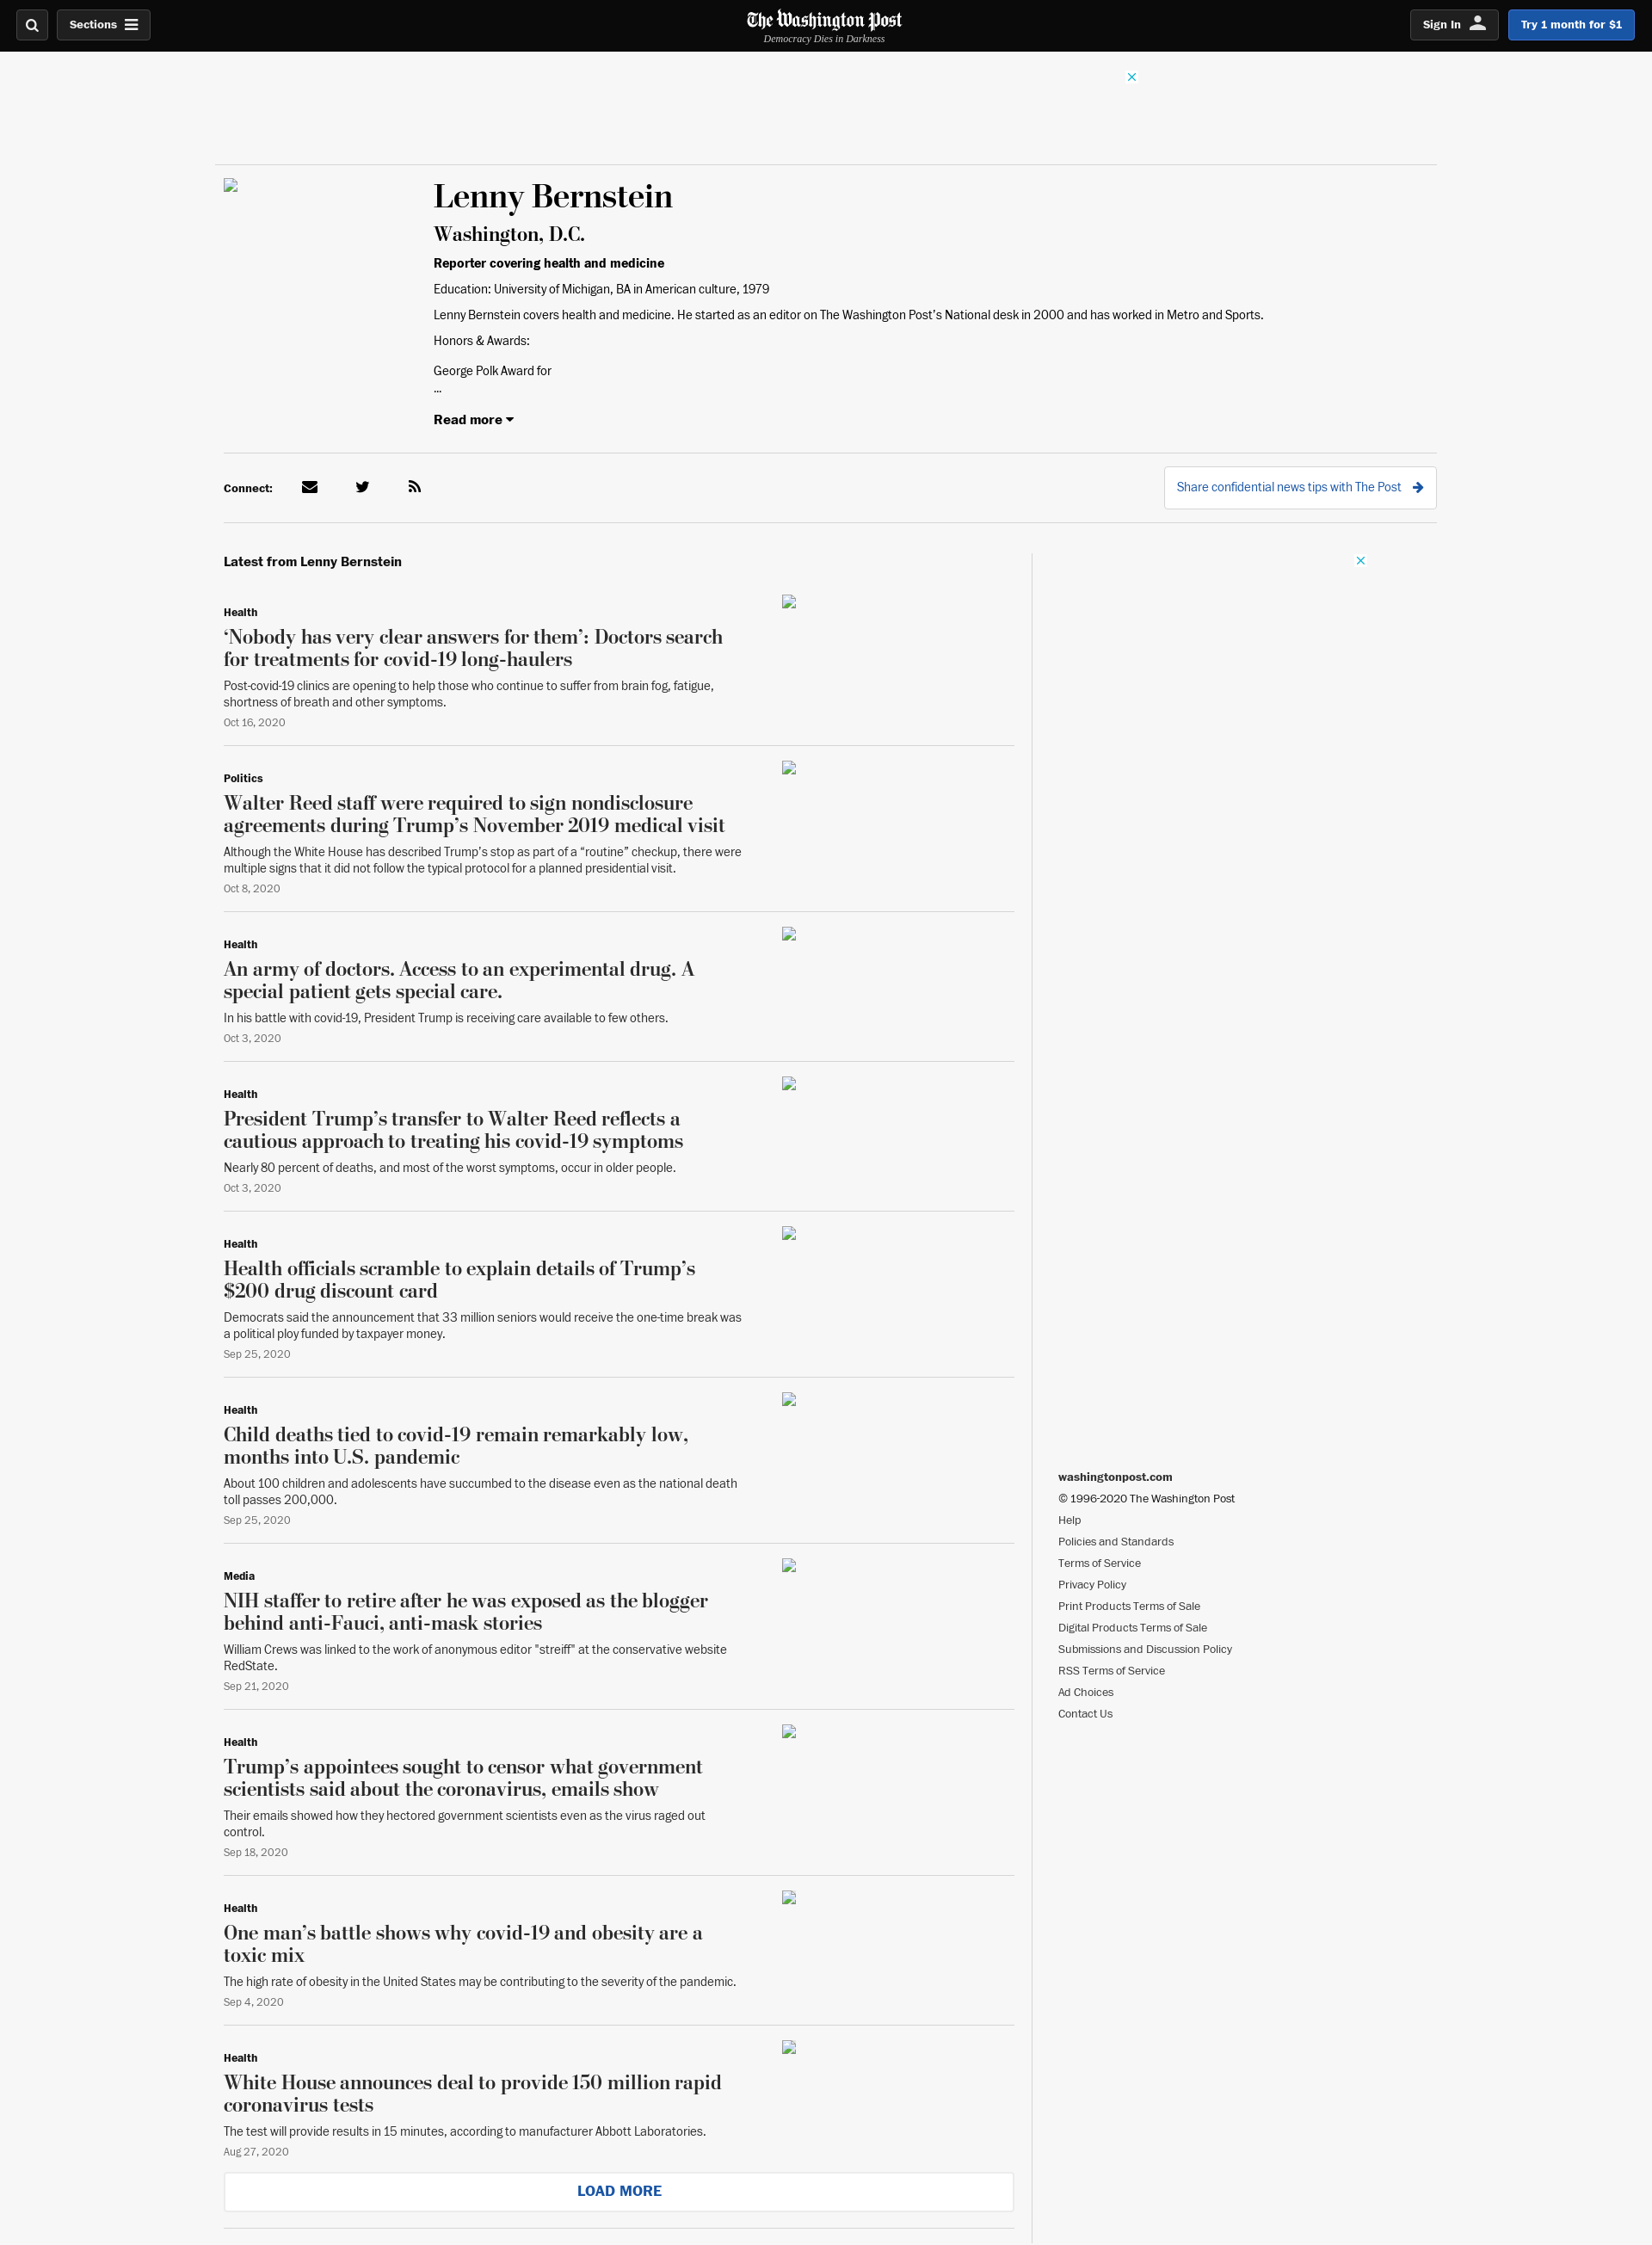 Sections
The Washington Post
Democracy Dies in Darkness
Sign In
Try 1 month for $1
Lenny Bernstein
Washington, D.C.
Reporter covering health and medicine
Education: University of Michigan, BA in American culture, 1979
Lenny Bernstein covers health and medicine. He started as an editor on The Washington Post's National desk in 2000 and has worked in Metro and Sports.
Honors & Awards:
George Polk Award for
...
Read more
Connect:
Share confidential news tips with The Post
Latest from Lenny Bernstein
Health
‘Nobody has very clear answers for them’: Doctors search
for treatments for covid-19 long-haulers
Post-covid-19 clinics are opening to help those who continue to suffer from brain fog, fatigue,
shortness of breath and other symptoms.
Oct 16, 2020
Politics
Walter Reed staff were required to sign nondisclosure
agreements during Trump’s November 2019 medical visit
Although the White House has described Trump’s stop as part of a “routine” checkup, there were
multiple signs that it did not follow the typical protocol for a planned presidential visit.
Oct 8, 2020
Health
An army of doctors. Access to an experimental drug. A
special patient gets special care.
In his battle with covid-19, President Trump is receiving care available to few others.
Oct 3, 2020
Health
President Trump’s transfer to Walter Reed reflects a
cautious approach to treating his covid-19 symptoms
Nearly 80 percent of deaths, and most of the worst symptoms, occur in older people.
Oct 3, 2020
Health
Health officials scramble to explain details of Trump’s
$200 drug discount card
Democrats said the announcement that 33 million seniors would receive the one-time break was
a political ploy funded by taxpayer money.
Sep 25, 2020
Health
Child deaths tied to covid-19 remain remarkably low,
months into U.S. pandemic
About 100 children and adolescents have succumbed to the disease even as the national death
toll passes 200,000.
Sep 25, 2020
Media
NIH staffer to retire after he was exposed as the blogger
behind anti-Fauci, anti-mask stories
William Crews was linked to the work of anonymous editor "streiff" at the conservative website
RedState.
Sep 21, 2020
Health
Trump’s appointees sought to censor what government
scientists said about the coronavirus, emails show
Their emails showed how they hectored government scientists even as the virus raged out
control.
Sep 18, 2020
Health
One man’s battle shows why covid-19 and obesity are a
toxic mix
The high rate of obesity in the United States may be contributing to the severity of the pandemic.
Sep 4, 2020
Health
White House announces deal to provide 150 million rapid
coronavirus tests
The test will provide results in 15 minutes, according to manufacturer Abbott Laboratories.
Aug 27, 2020
LOAD MORE
washingtonpost.com
© 1996-2020 The Washington Post
Help
Policies and Standards
Terms of Service
Privacy Policy
Print Products Terms of Sale
Digital Products Terms of Sale
Submissions and Discussion Policy
RSS Terms of Service
Ad Choices
Contact Us